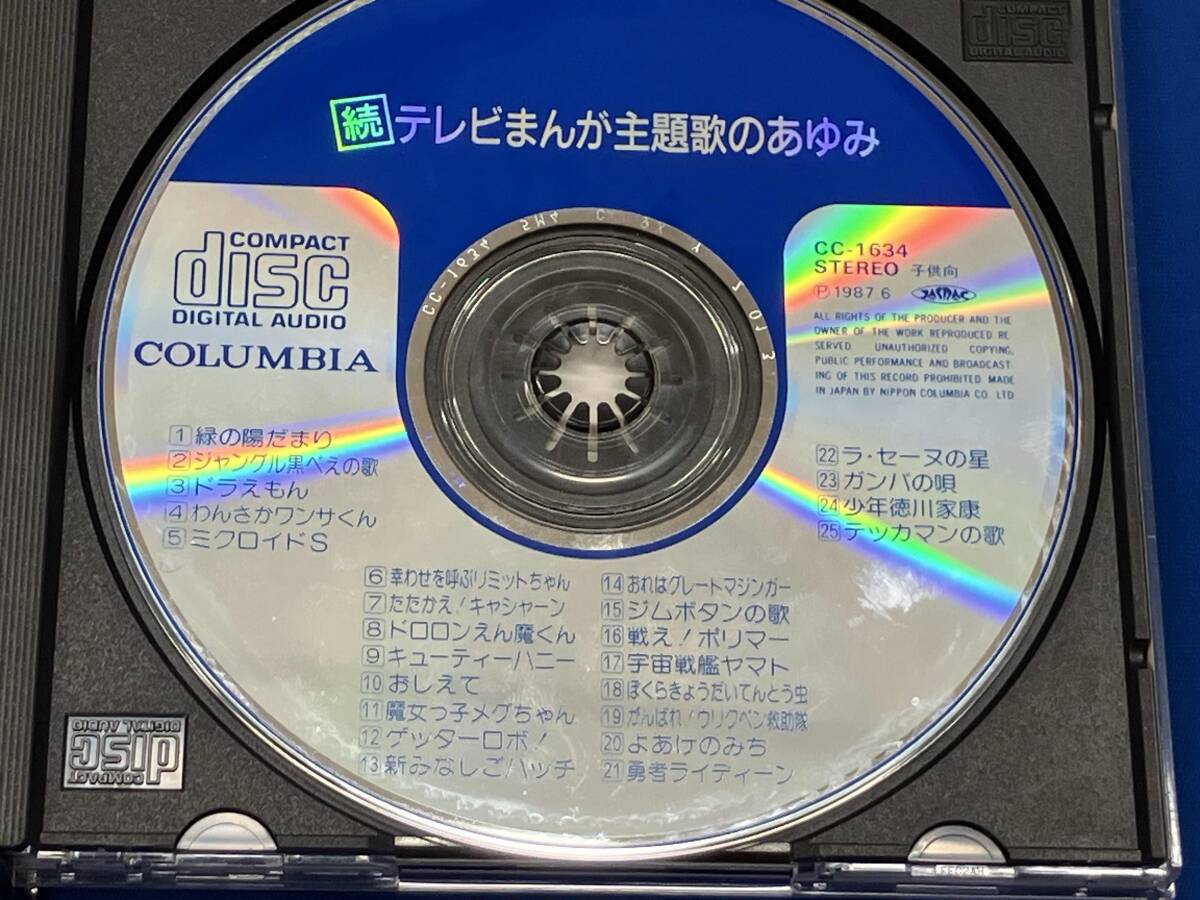 COMPACT
disc
DIGITAL AUDIO
続 テレビまんが主題歌のあゆみ
COMPACT
disc
DIGITAL AUDIO
COLUMBIA
CC-1634
STEREO 子供向
Ⓟ1987.6 JASRAC
ALL RIGHTS OF THE PRODUCER AND THE
OWNER OF THE WORK REPRODUCED RE
SERVED UNAUTHORIZED COPYING,
PUBLIC PERFORMANCE AND BROADCAST
ING OF THIS RECORD PROHIBITED. MADE
IN JAPAN BY NIPPON COLUMBIA CO., LTD
CC-1634
1 緑の陽だまり
2 ジャングル黒べえの歌
3 ドラえもん
4 わんさかワンサくん
5 ミクロイドS
6 幸わせを呼ぶリミットちゃん
7 たたかえ!キャシャーン
8 ドロロンえん魔くん
9 キューティーハニー
10 おしえて
11 魔女っ子メグちゃん
12 ゲッターロボ!
13 新みなしごハッチ
14 おれはグレートマジンガー
15 ジムボタンの歌
16 戦え!ポリマー
17 宇宙戦艦ヤマト
18 ぼくらきょうだいてんとう虫
19 がんばれ!ウリクペン救助隊
20 よあけのみち
21 勇者ライディーン
22 ラ・セーヌの星
23 ガンバの唄
24 少年徳川家康
25 テッカマンの歌
COMPACT
disc
DIGITAL AUDIO